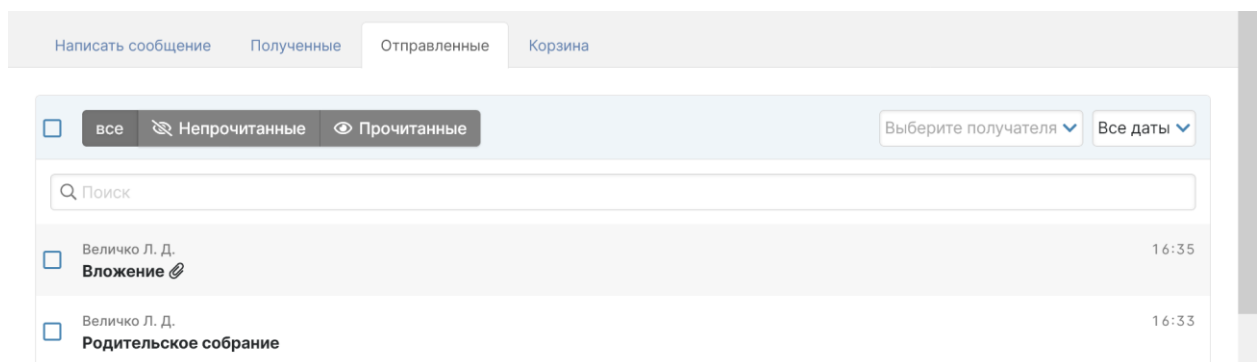 Написать сообщение Полученные Отправленные Корзина
все Непрочитанные Прочитанные Выберите получателя Все даты
Поиск
Величко Л. Д. 16:35
Вложение
Величко Л. Д. 16:33
Родительское собрание